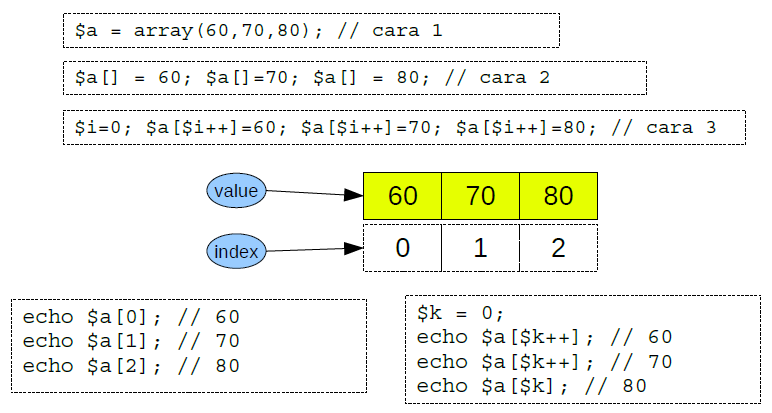 $a = array(60,70,80); // cara 1
$a[] = 60; $a[]=70; $a[] = 80; // cara 2
$i=0; $a[$i++]=60; $a[$i++]=70; $a[$i++]=80; // cara 3
value 60 70 80
index 0 1 2
echo $a[0]; // 60
echo $a[1]; // 70
echo $a[2]; // 80
$k = 0;
echo $a[$k++]; // 60
echo $a[$k++]; // 70
echo $a[$k]; // 80